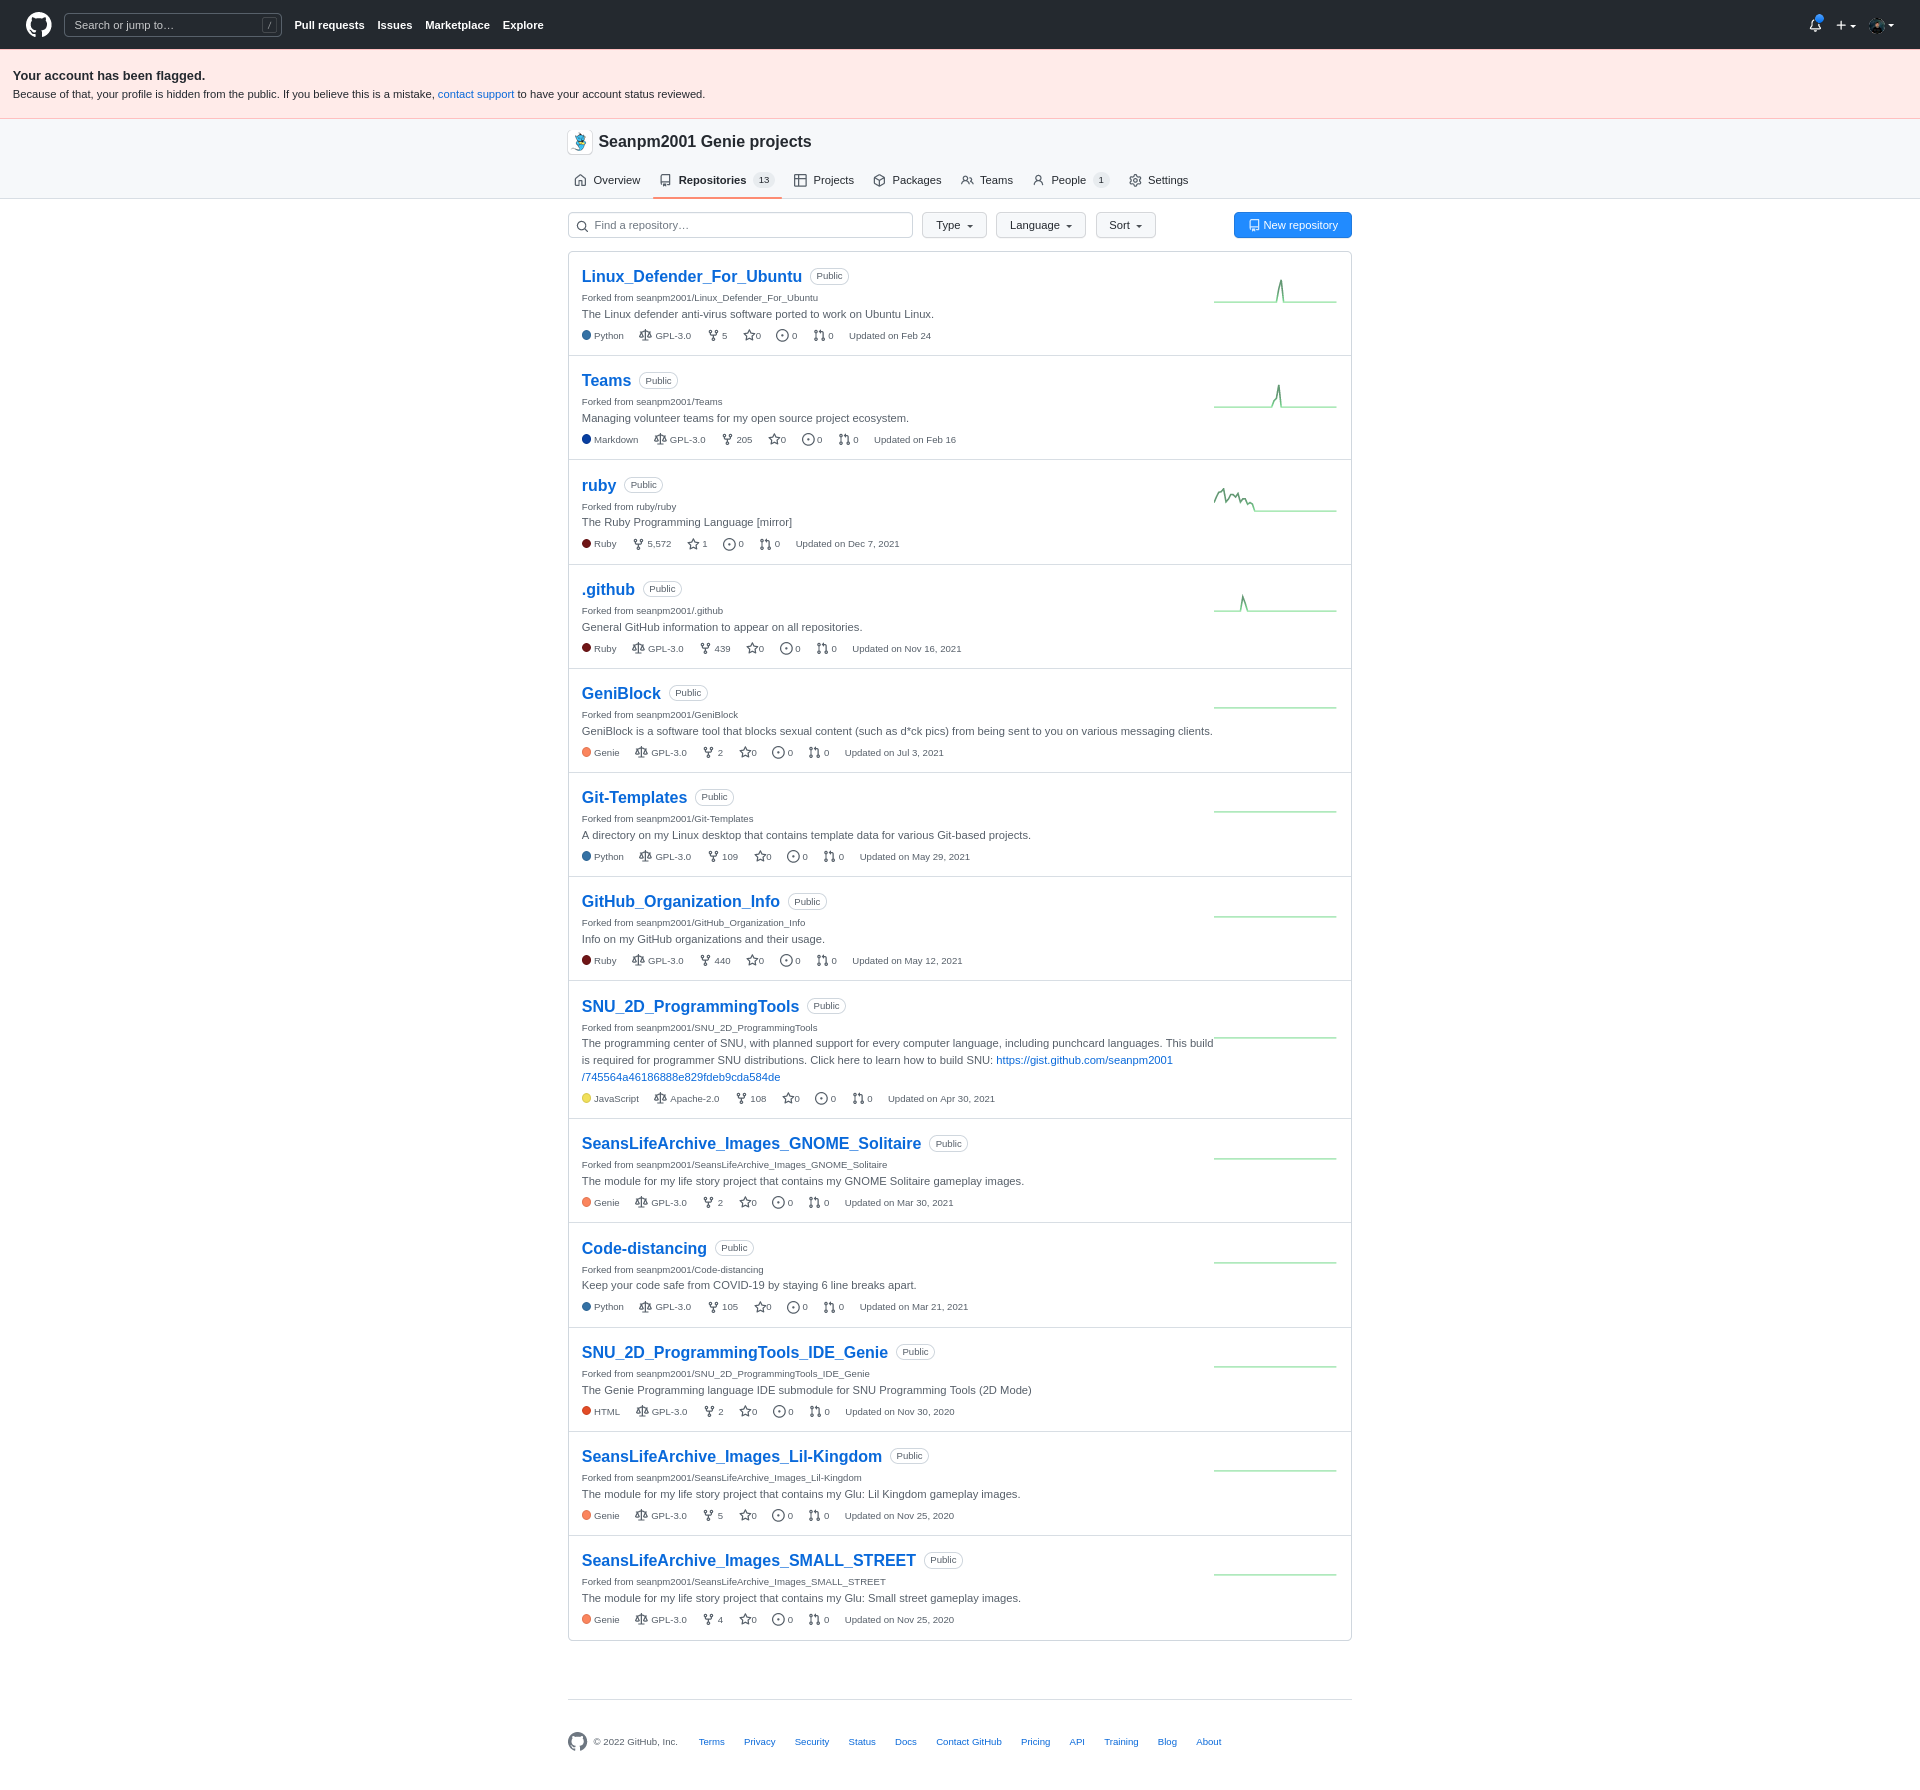 Search or jump to… /
Pull requests Issues Marketplace Explore
Your account has been flagged.
Because of that, your profile is hidden from the public. If you believe this is a mistake, contact support to have your account status reviewed.
Seanpm2001 Genie projects
Overview Repositories 13 Projects Packages Teams People 1 Settings
Find a repository… Type Language Sort New repository
Linux_Defender_For_Ubuntu Public
Forked from seanpm2001/Linux_Defender_For_Ubuntu
The Linux defender anti-virus software ported to work on Ubuntu Linux.
Python GPL-3.0 5 0 0 0 Updated on Feb 24
Teams Public
Forked from seanpm2001/Teams
Managing volunteer teams for my open source project ecosystem.
Markdown GPL-3.0 205 0 0 0 Updated on Feb 16
ruby Public
Forked from ruby/ruby
The Ruby Programming Language [mirror]
Ruby 5,572 1 0 0 Updated on Dec 7, 2021
.github Public
Forked from seanpm2001/.github
General GitHub information to appear on all repositories.
Ruby GPL-3.0 439 0 0 0 Updated on Nov 16, 2021
GeniBlock Public
Forked from seanpm2001/GeniBlock
GeniBlock is a software tool that blocks sexual content (such as d*ck pics) from being sent to you on various messaging clients.
Genie GPL-3.0 2 0 0 0 Updated on Jul 3, 2021
Git-Templates Public
Forked from seanpm2001/Git-Templates
A directory on my Linux desktop that contains template data for various Git-based projects.
Python GPL-3.0 109 0 0 0 Updated on May 29, 2021
GitHub_Organization_Info Public
Forked from seanpm2001/GitHub_Organization_Info
Info on my GitHub organizations and their usage.
Ruby GPL-3.0 440 0 0 0 Updated on May 12, 2021
SNU_2D_ProgrammingTools Public
Forked from seanpm2001/SNU_2D_ProgrammingTools
The programming center of SNU, with planned support for every computer language, including punchcard languages. This build
is required for programmer SNU distributions. Click here to learn how to build SNU: https://gist.github.com/seanpm2001
/745564a46186888e829fdeb9cda584de
JavaScript Apache-2.0 108 0 0 0 Updated on Apr 30, 2021
SeansLifeArchive_Images_GNOME_Solitaire Public
Forked from seanpm2001/SeansLifeArchive_Images_GNOME_Solitaire
The module for my life story project that contains my GNOME Solitaire gameplay images.
Genie GPL-3.0 2 0 0 0 Updated on Mar 30, 2021
Code-distancing Public
Forked from seanpm2001/Code-distancing
Keep your code safe from COVID-19 by staying 6 line breaks apart.
Python GPL-3.0 105 0 0 0 Updated on Mar 21, 2021
SNU_2D_ProgrammingTools_IDE_Genie Public
Forked from seanpm2001/SNU_2D_ProgrammingTools_IDE_Genie
The Genie Programming language IDE submodule for SNU Programming Tools (2D Mode)
HTML GPL-3.0 2 0 0 0 Updated on Nov 30, 2020
SeansLifeArchive_Images_Lil-Kingdom Public
Forked from seanpm2001/SeansLifeArchive_Images_Lil-Kingdom
The module for my life story project that contains my Glu: Lil Kingdom gameplay images.
Genie GPL-3.0 5 0 0 0 Updated on Nov 25, 2020
SeansLifeArchive_Images_SMALL_STREET Public
Forked from seanpm2001/SeansLifeArchive_Images_SMALL_STREET
The module for my life story project that contains my Glu: Small street gameplay images.
Genie GPL-3.0 4 0 0 0 Updated on Nov 25, 2020
© 2022 GitHub, Inc. Terms Privacy Security Status Docs Contact GitHub Pricing API Training Blog About